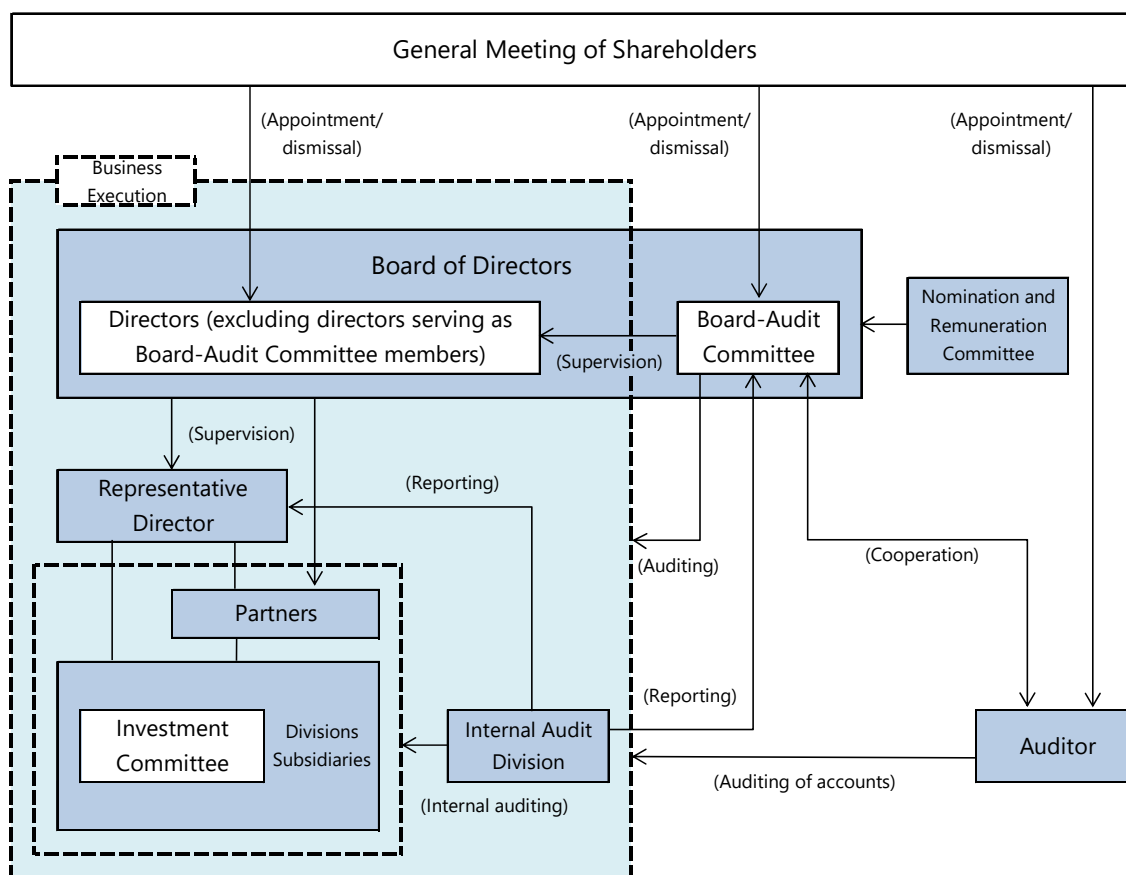 General Meeting of Shareholders
(Appointment/
dismissal)
(Appointment/
dismissal)
(Appointment/
dismissal)
Business
Execution
Board of Directors
Directors (excluding directors serving as
Board-Audit Committee members)
(Supervision)
Board-Audit
Committee
Nomination and
Remuneration
Committee
(Supervision)
Representative
Director
(Reporting)
(Auditing)
(Cooperation)
Partners
Investment
Committee
Divisions
Subsidiaries
Internal Audit
Division
(Reporting)
Auditor
(Internal auditing)
(Auditing of accounts)